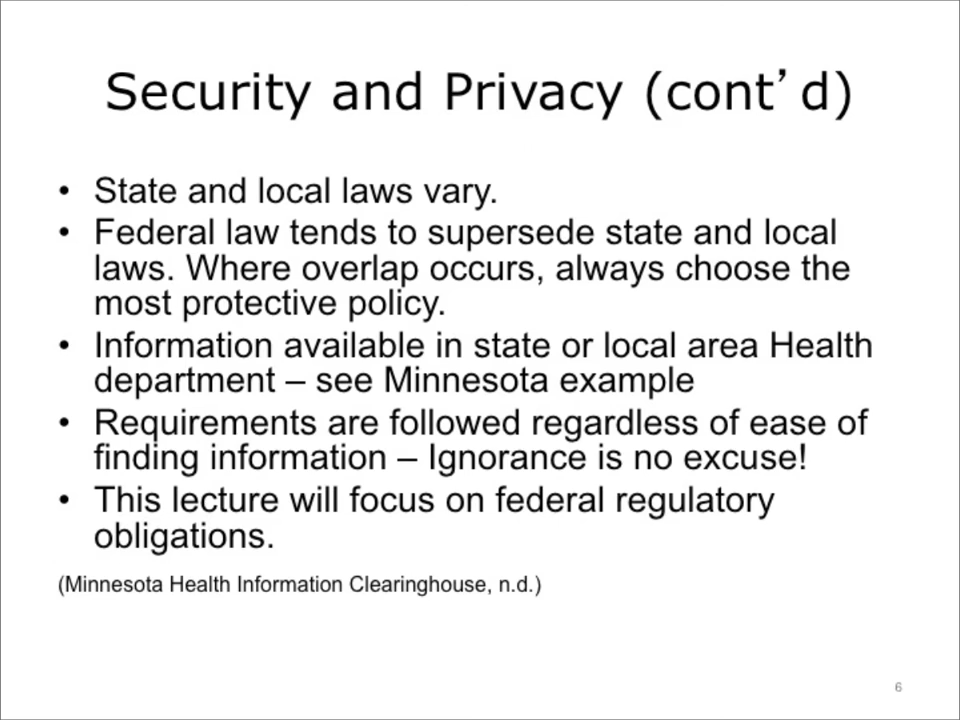 Security and Privacy (cont’d)
• State and local laws vary.
• Federal law tends to supersede state and local
laws. Where overlap occurs, always choose the
most protective policy.
• Information available in state or local area Health
department – see Minnesota example
• Requirements are followed regardless of ease of
finding information – Ignorance is no excuse!
• This lecture will focus on federal regulatory
obligations.
(Minnesota Health Information Clearinghouse, n.d.)
6